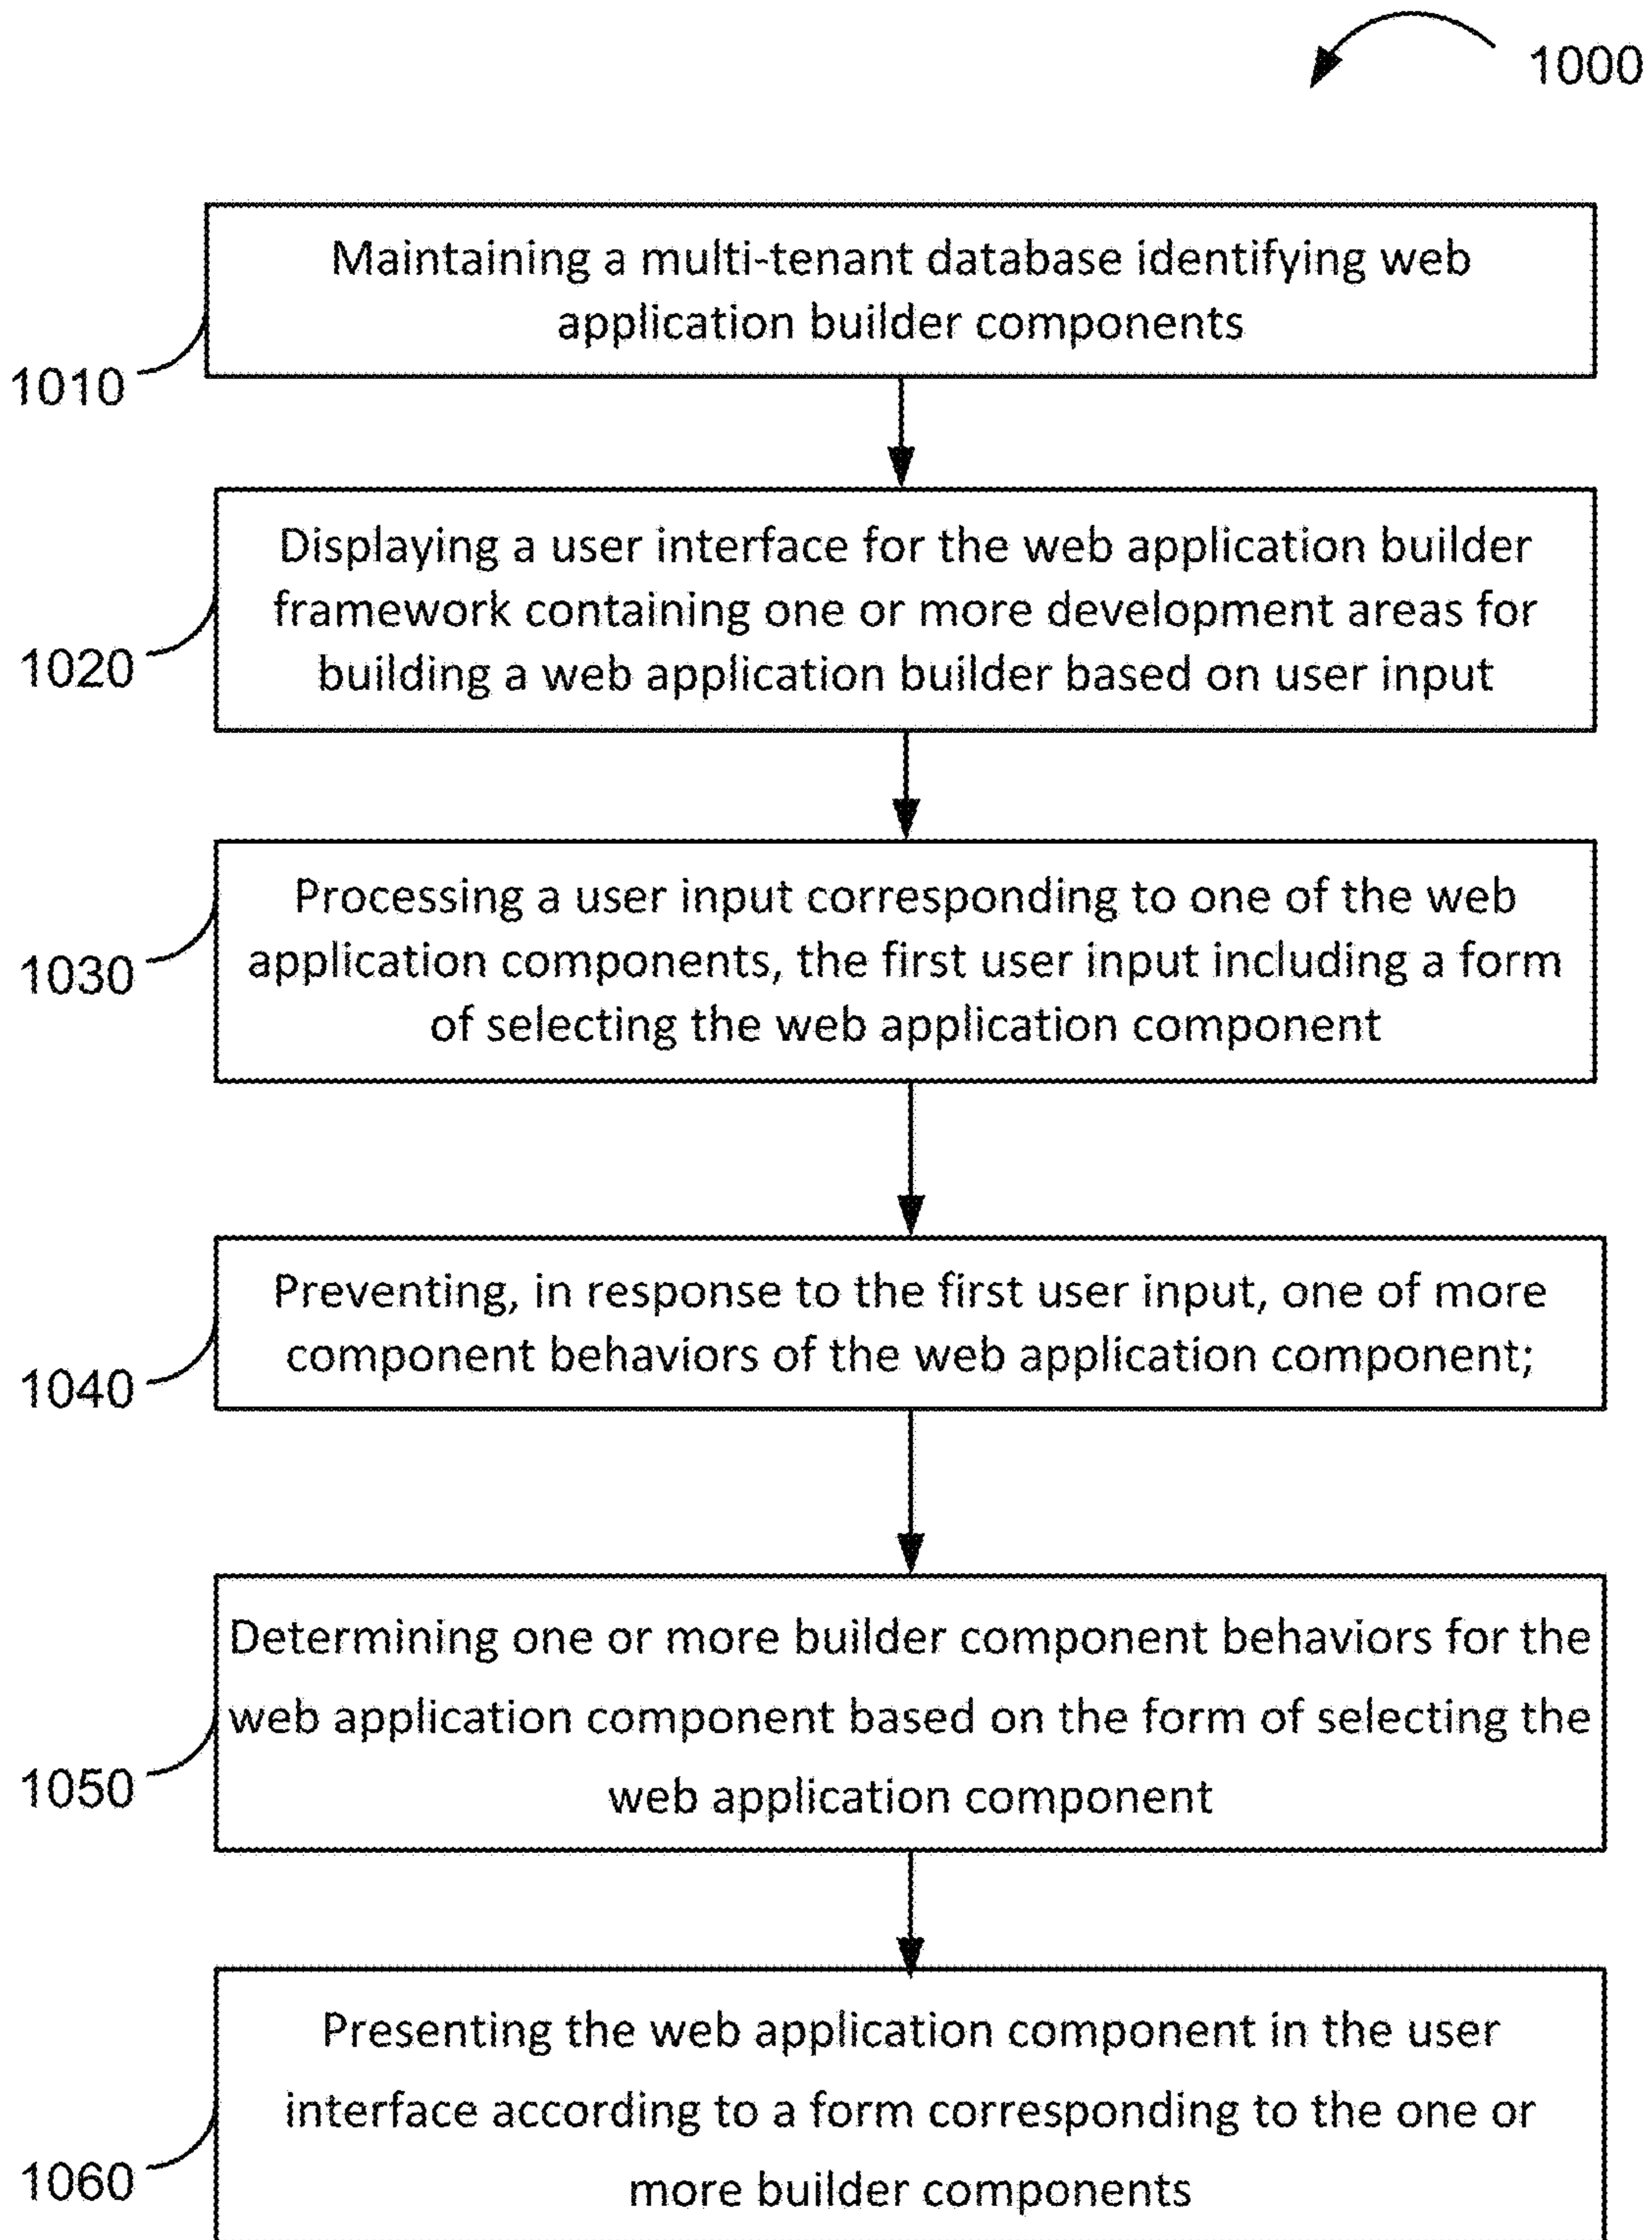 1000
Maintaining a multi-tenant database identifying web
application builder components
1010
Displaying a user interface for the web application builder
framework containing one or more development areas for
building a web application builder based on user input
1020
Processing a user input corresponding to one of the web
application components, the first user input including a form
of selecting the web application component
1030
Preventing, in response to the first user input, one of more
component behaviors of the web application component;
1040
Determining one or more builder component behaviors for the
web application component based on the form of selecting the
web application component
1050
Presenting the web application component in the user
interface according to a form corresponding to the one or
more builder components
1060